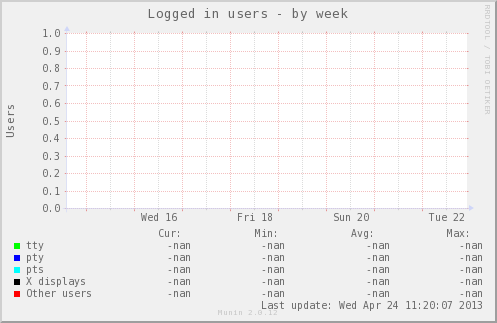 Logged in users - by week
RRDTOOL / TOBI OETIKER
Users
1.0
0.9
0.8
0.7
0.6
0.5
0.4
0.3
0.2
0.1
0.0
Wed 16 Fri 18 Sun 20 Tue 22
Cur: Min: Avg: Max:
tty -nan -nan -nan -nan
pty -nan -nan -nan -nan
pts -nan -nan -nan -nan
X displays -nan -nan -nan -nan
Other users -nan -nan -nan -nan
Last update: Wed Apr 24 11:20:07 2013
Munin 2.0.12